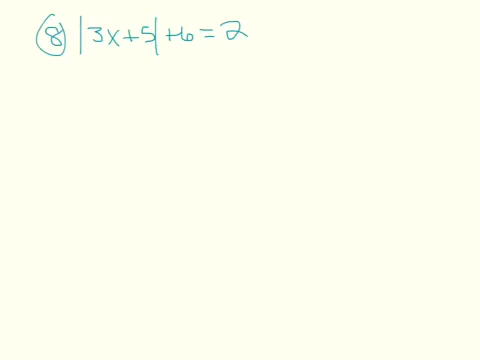 8 |3x+5| +6 = 2